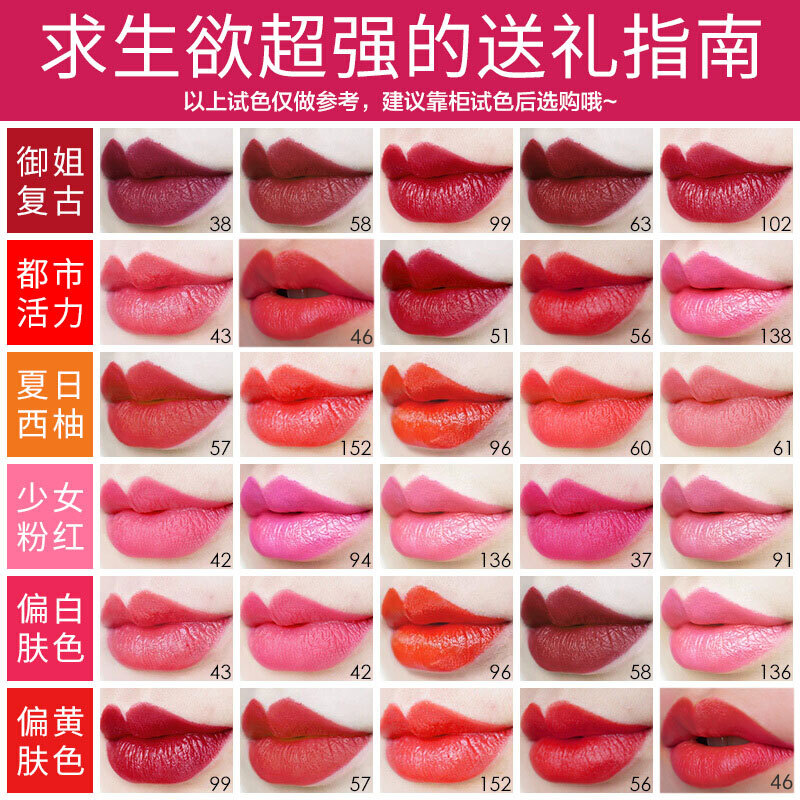 求生欲超强的送礼指南
以上试色仅做参考，建议靠柜试色后选购哦~
御姐
复古
38 58 99 63 102
都市
活力
43 46 51 56 138
夏日
西柚
57 152 96 60 61
少女
粉红
42 94 136 37 91
偏白
肤色
43 42 96 58 136
偏黄
肤色
99 57 152 56 46